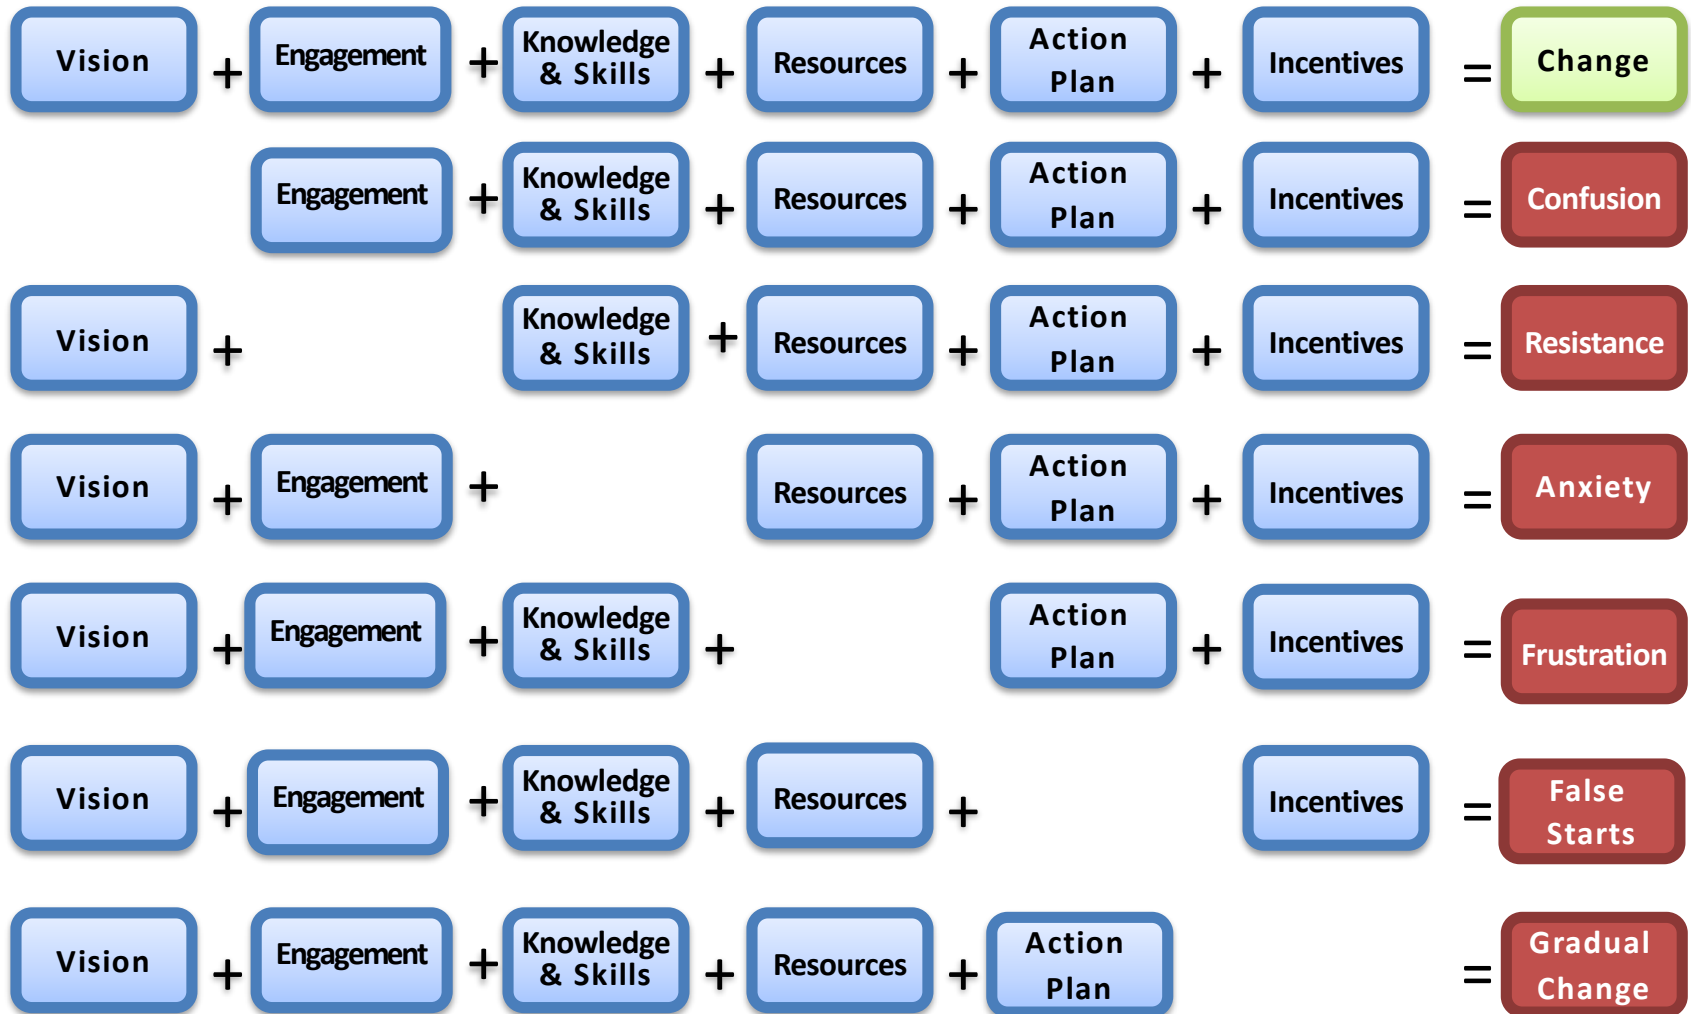 Vision + Engagement + Knowledge & Skills + Resources + Action Plan + Incentives = Change
Engagement + Knowledge & Skills + Resources + Action Plan + Incentives = Confusion
Vision + Knowledge & Skills + Resources + Action Plan + Incentives = Resistance
Vision + Engagement + Resources + Action Plan + Incentives = Anxiety
Vision + Engagement + Knowledge & Skills + Action Plan + Incentives = Frustration
Vision + Engagement + Knowledge & Skills + Resources + Incentives = False Starts
Vision + Engagement + Knowledge & Skills + Resources + Action Plan = Gradual Change